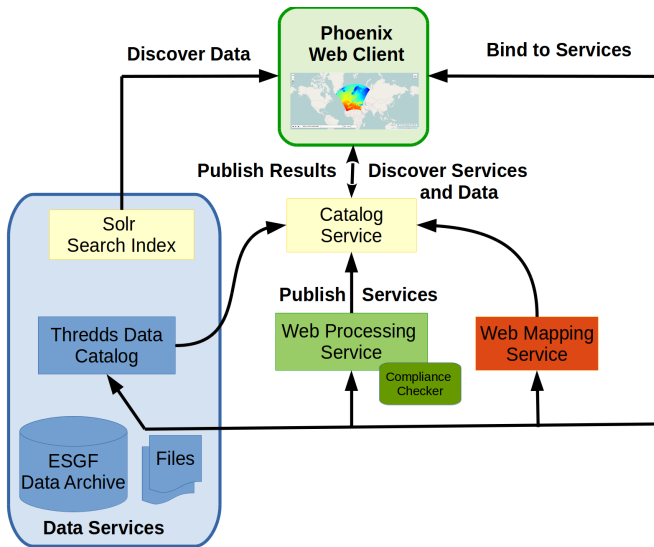 Phoenix
Web Client
Discover Data
Bind to Services
Publish Results
Discover Services
and Data
Solr
Search Index
Catalog
Service
Publish Services
Thredds Data
Catalog
Web Processing
Service
Web Mapping
Service
Compliance
Checker
ESGF
Data Archive
Files
Data Services